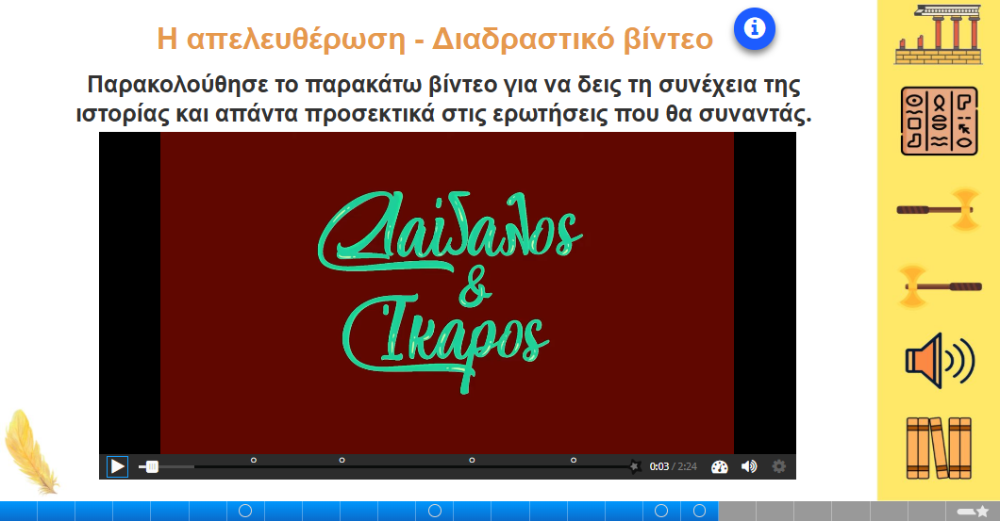 Η απελευθέρωση - Διαδραστικό βίντεο
Παρακολούθησε το παρακάτω βίντεο για να δεις τη συνέχεια της
ιστορίας και απάντα προσεκτικά στις ερωτήσεις που θα συναντάς.
Δαίδαλος
&
Ίκαρος
0:03 / 2:24